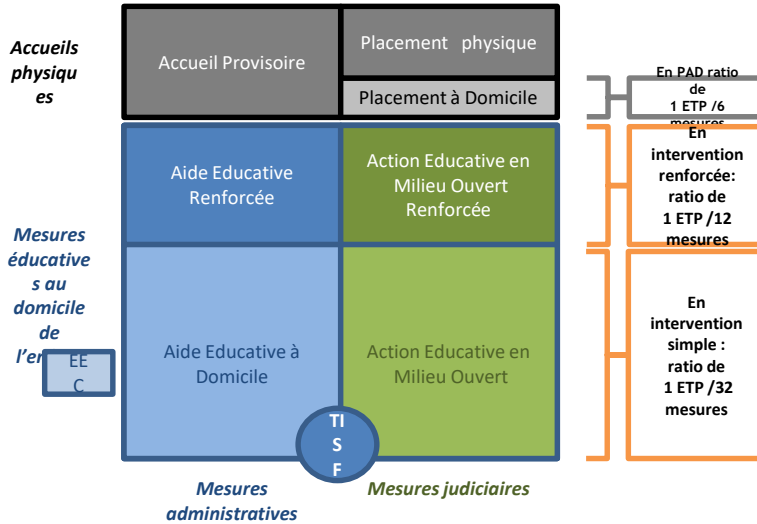 Accueils
physiqu
es
Accueil Provisoire
Placement physique
Placement à Domicile
En PAD ratio
de
1 ETP /6
mesures
Aide Educative
Renforcée
Action Educative en
Milieu Ouvert
Renforcée
En
intervention
renforcée:
ratio de
1 ETP /12
mesures
Mesures
éducative
s au
domicile
de
EE
C
Aide Educative à
Domicile
Action Educative en
Milieu Ouvert
En
intervention
simple :
ratio de
1 ETP /32
mesures
TI
S
F
Mesures
administratives
Mesures judiciaires